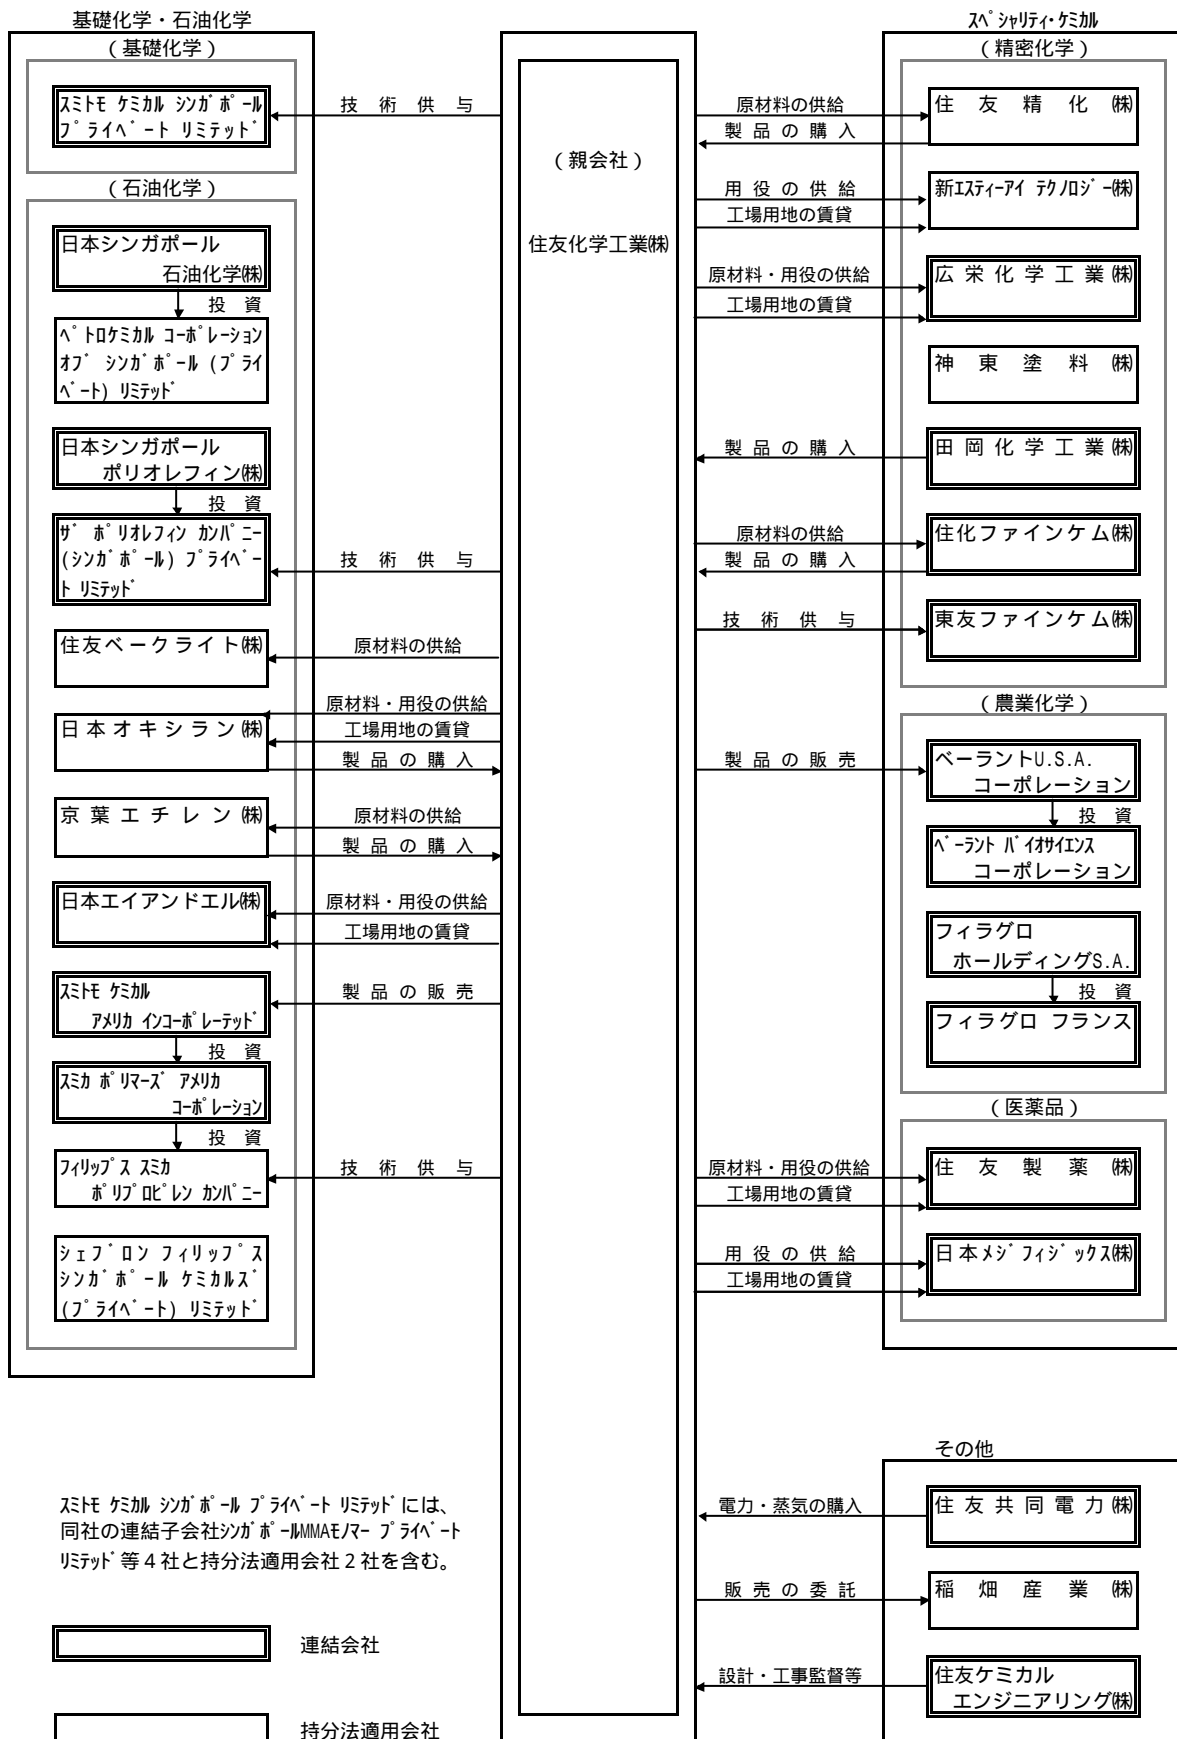 基礎化学・石油化学
(基礎化学)
スミトモ ケミカル シンガポール
プライベート リミテッド
(石油化学)
日本シンガポール
石油化学㈱
投 資
ペトロケミカル コーポレーション
オブ シンガポール (プライ
ベート) リミテッド
日本シンガポール
ポリオレフィン㈱
投 資
ザ ポリオレフィン カンパニー
(シンガポール) プライベー
ト リミテッド
住友ベークライト㈱
日本オキシラン㈱
京葉エチレン㈱
日本エイアンドエル㈱
スミトモ ケミカル
アメリカ インコーポレーテッド
投 資
スミカ ポリマーズ アメリカ
コーポレーション
投 資
フィリップス スミカ
ポリプロピレン カンパニー
シェブロン フィリップス
シンガポール ケミカルズ
(プライベート) リミテッド
技 術 供 与
技 術 供 与
原材料の供給
原材料・用役の供給
工場用地の賃貸
製 品 の 購 入
原材料の供給
製 品 の 購 入
原材料・用役の供給
工場用地の賃貸
製 品 の 販 売
技 術 供 与
(親会社)
住友化学工業㈱
原材料の供給
製 品 の 購 入
用 役 の 供 給
工場用地の賃貸
原材料・用役の供給
工場用地の賃貸
製 品 の 購 入
原材料の供給
製 品 の 購 入
技 術 供 与
製 品 の 販 売
原材料・用役の供給
工場用地の賃貸
用 役 の 供 給
工場用地の賃貸
電力・蒸気の購入
販 売 の 委 託
設計・工事監督等
スペシャリティ・ケミカル
(精密化学)
住 友 精 化 ㈱
新エスティーアイ テクノロジー㈱
広 栄 化 学 工 業 ㈱
神 東 塗 料 ㈱
田 岡 化 学 工 業 ㈱
住化ファインケム㈱
東友ファインケム㈱
(農業化学)
ベーラントU.S.A.
コーポレーション
投 資
ベーラント バイオサイエンス
コーポレーション
フィラグロ
ホールディングS.A.
投 資
フィラグロ フランス
(医薬品)
住 友 製 薬 ㈱
日本メジフィジックス㈱
その他
住 友 共 同 電 力 ㈱
稲 畑 産 業 ㈱
住友ケミカル
エンジニアリング㈱
スミトモ ケミカル シンガポール プライベート リミテッドには、
同社の連結子会社シンガポールMMAモノマー プライベート
リミテッド等4社と持分法適用会社2社を含む。
連結会社
持分法適用会社